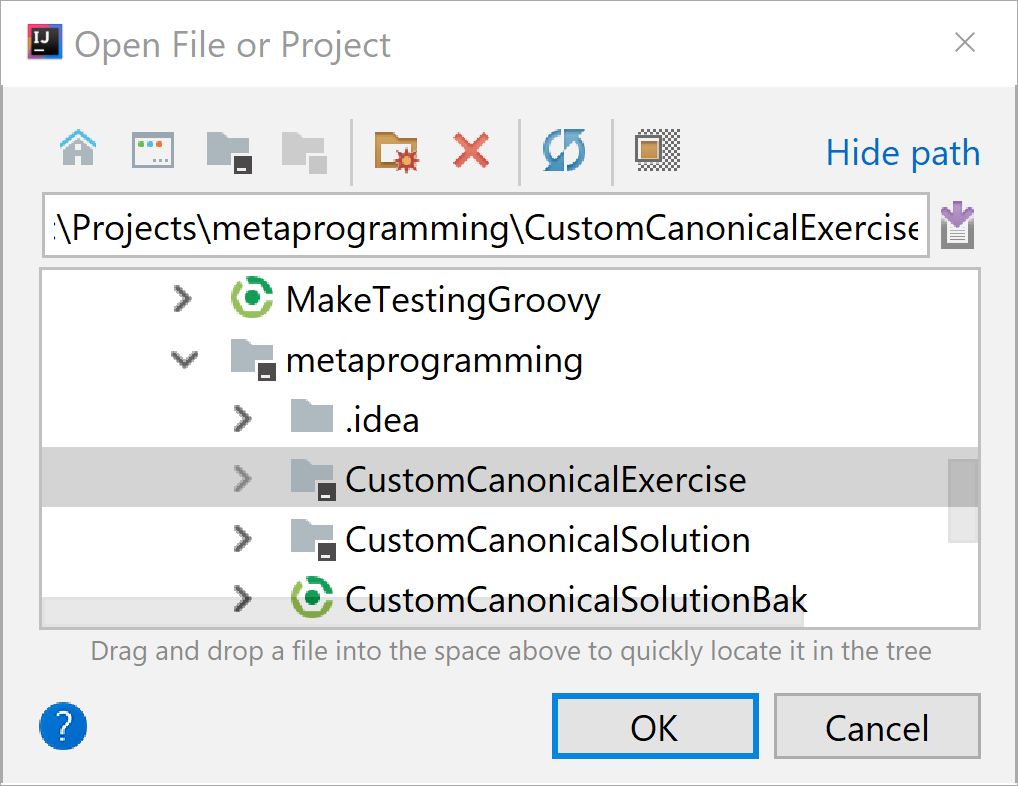 IJ
Open File or Project
Hide path
:\Projects\metaprogramming\CustomCanonicalExercise
MakeTestingGroovy
metaprogramming
.idea
CustomCanonicalExercise
CustomCanonicalSolution
CustomCanonicalSolutionBak
Drag and drop a file into the space above to quickly locate it in the tree
?
OK
Cancel